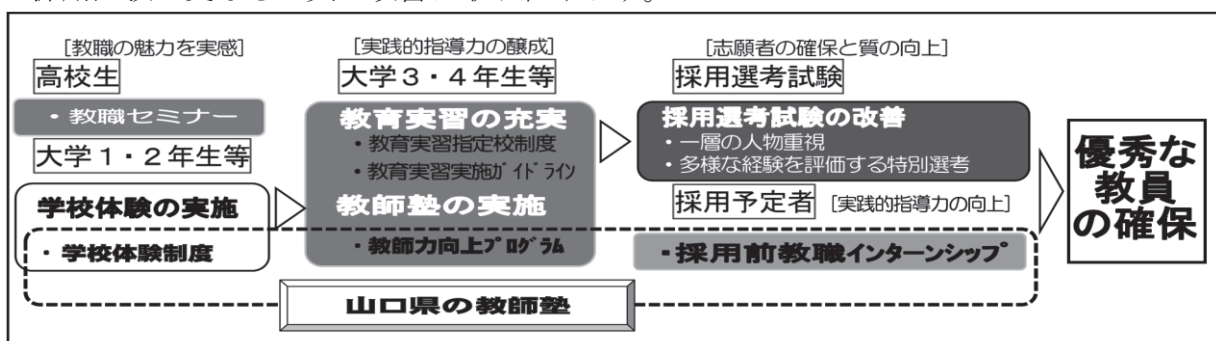 [教職の魅力を実感]
高校生
・教職セミナー
大学1・2年生等
学校体験の実施
・学校体験制度
[実践的指導力の醸成]
大学3・4年生等
教育実習の充実
・教育実習指定校制度
・教育実習実施ガイドライン
教師塾の実施
・教師力向上プログラム
[志願者の確保と質の向上]
採用選考試験
採用選考試験の改善
・一層の人物重視
・多様な経験を評価する特別選考
採用予定者 [実践的指導力の向上]
・採用前教職インターンシップ
山口県の教師塾
優秀な
教員
の確保